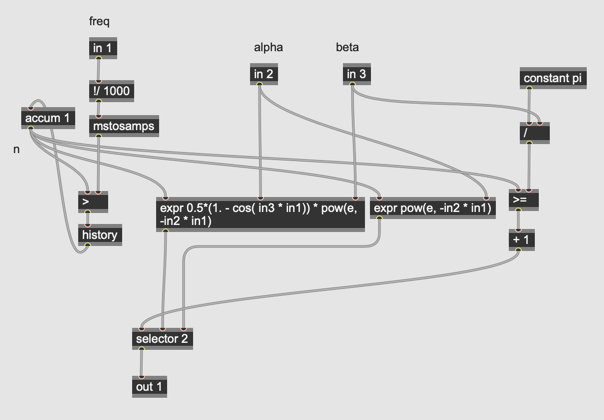 freq
in 1
alpha
beta
in 2
in 3
constant pi
!/ 1000
accum 1
mstosamps
/
n
>
>=
expr 0.5*(1. - cos( in3 * in1)) * pow(e,
-in2 * in1)
expr pow(e, -in2 * in1)
history
+ 1
selector 2
out 1